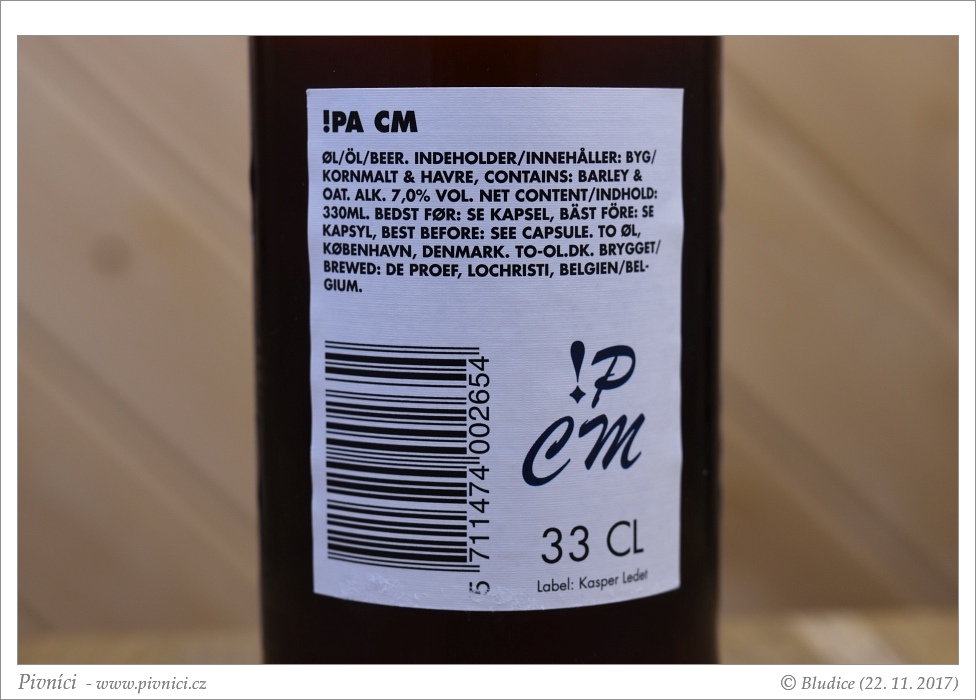 !PA CM
ØL/ÖL/BEER. INDEHOLDER/INNEHÅLLER: BYG/
KORNMALT & HAVRE, CONTAINS: BARLEY &
OAT. ALK. 7,0% VOL. NET CONTENT/INDHOLD:
330ML. BEDST FØR: SE KAPSEL, BÄST FÖRE: SE
KAPSYL, BEST BEFORE: SEE CAPSULE. TO ØL,
KØBENHAVN, DENMARK. TO-OL.DK. BRYGGET/
BREWED: DE PROEF, LOCHRISTI, BELGIEN/BEL-
GIUM.
5 711474 002654
!P
CM
33 CL
Label: Kasper Ledet
Pivníci - www.pivnici.cz
© Bludice (22. 11. 2017)